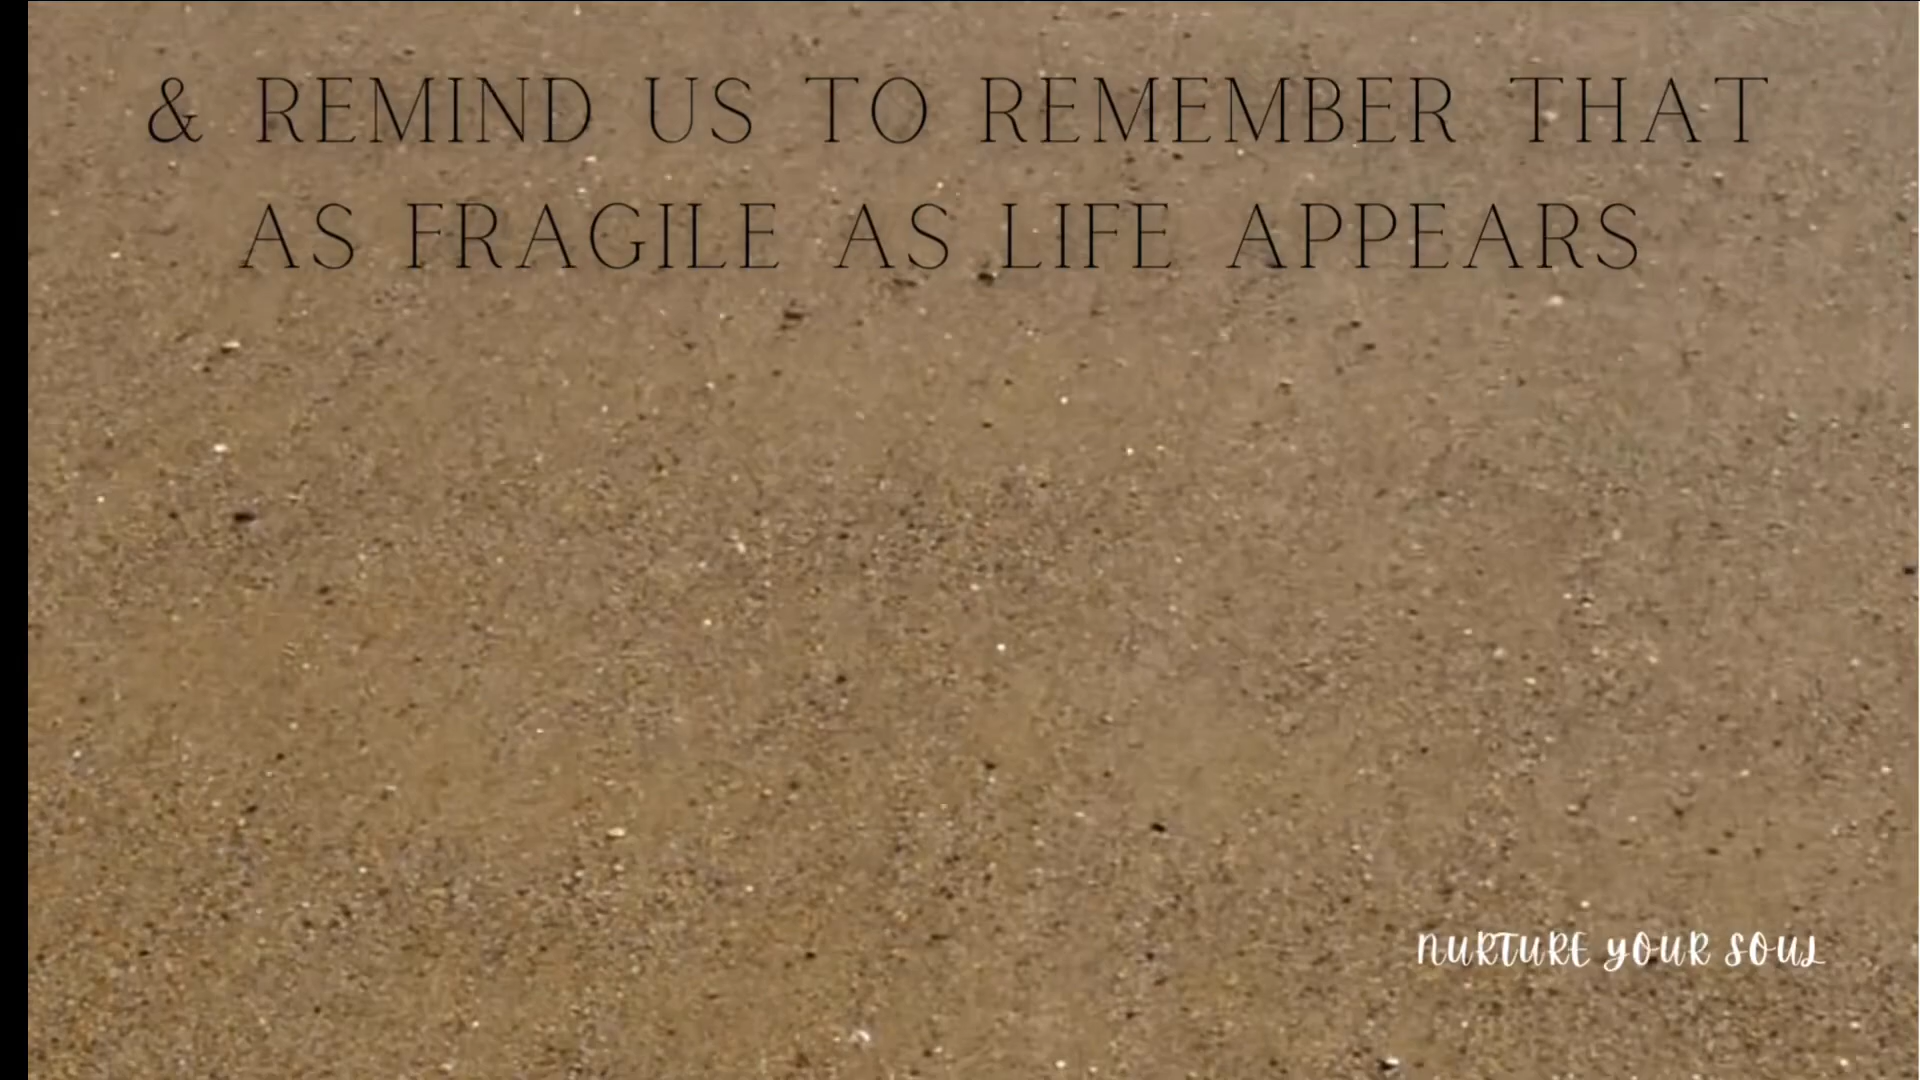 & REMIND US TO REMEMBER THAT
AS FRAGILE AS LIFE APPEARS
NURTURE YOUR SOUL